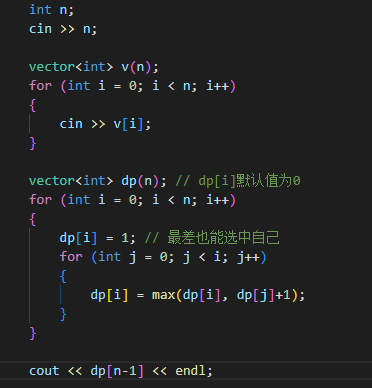 int n;
cin >> n;
vector<int> v(n);
for (int i = 0; i < n; i++)
{
cin >> v[i];
}
vector<int> dp(n); // dp[i]默认值为0
for (int i = 0; i < n; i++)
{
dp[i] = 1; // 最差也能选中自己
for (int j = 0; j < i; j++)
{
dp[i] = max(dp[i], dp[j]+1);
}
}
cout << dp[n-1] << endl;